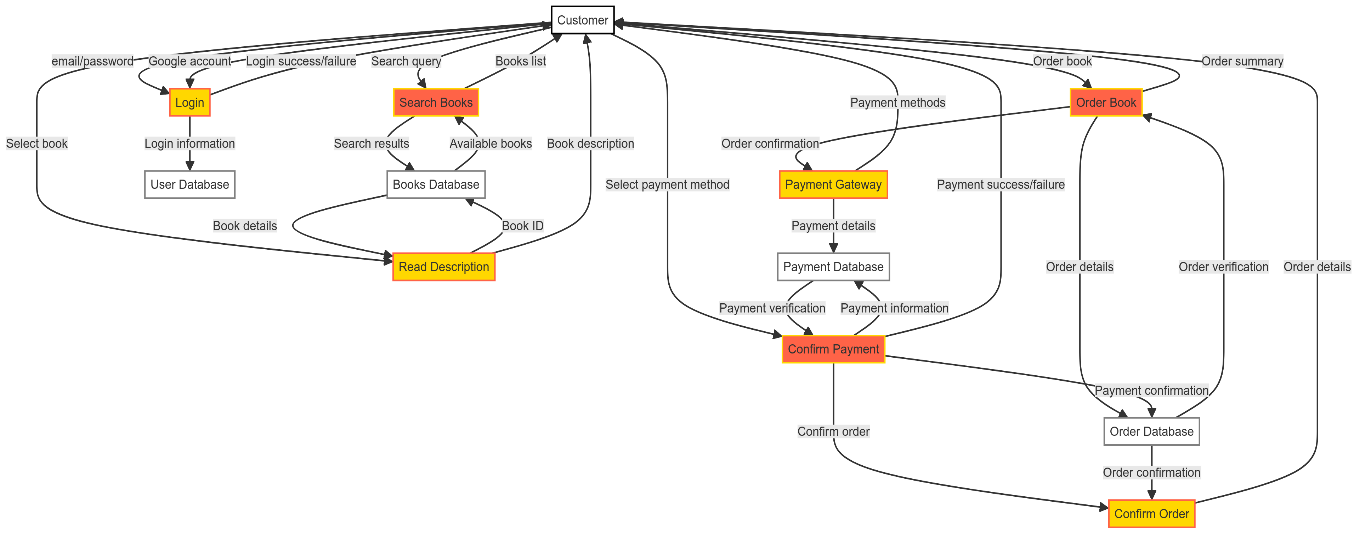 Customer
email/password
Google account
Login success/failure
Search query
Books list
Order book
Order summary
Login
Search Books
Payment methods
Order Book
Select book
Login information
Search results
Available books
Book description
Order confirmation
User Database
Books Database
Select payment method
Payment Gateway
Payment success/failure
Book details
Book ID
Payment details
Read Description
Payment Database
Order details
Order verification
Order details
Payment verification
Payment information
Confirm Payment
Payment confirmation
Confirm order
Order Database
Order confirmation
Confirm Order